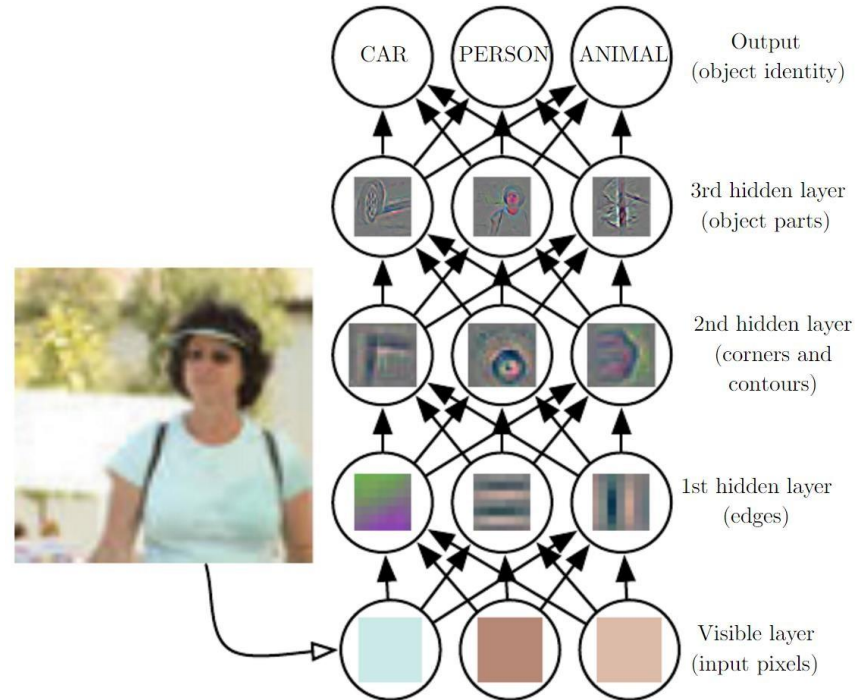 CAR PERSON ANIMAL
Output
(object identity)
3rd hidden layer
(object parts)
2nd hidden layer
(corners and
contours)
1st hidden layer
(edges)
Visible layer
(input pixels)